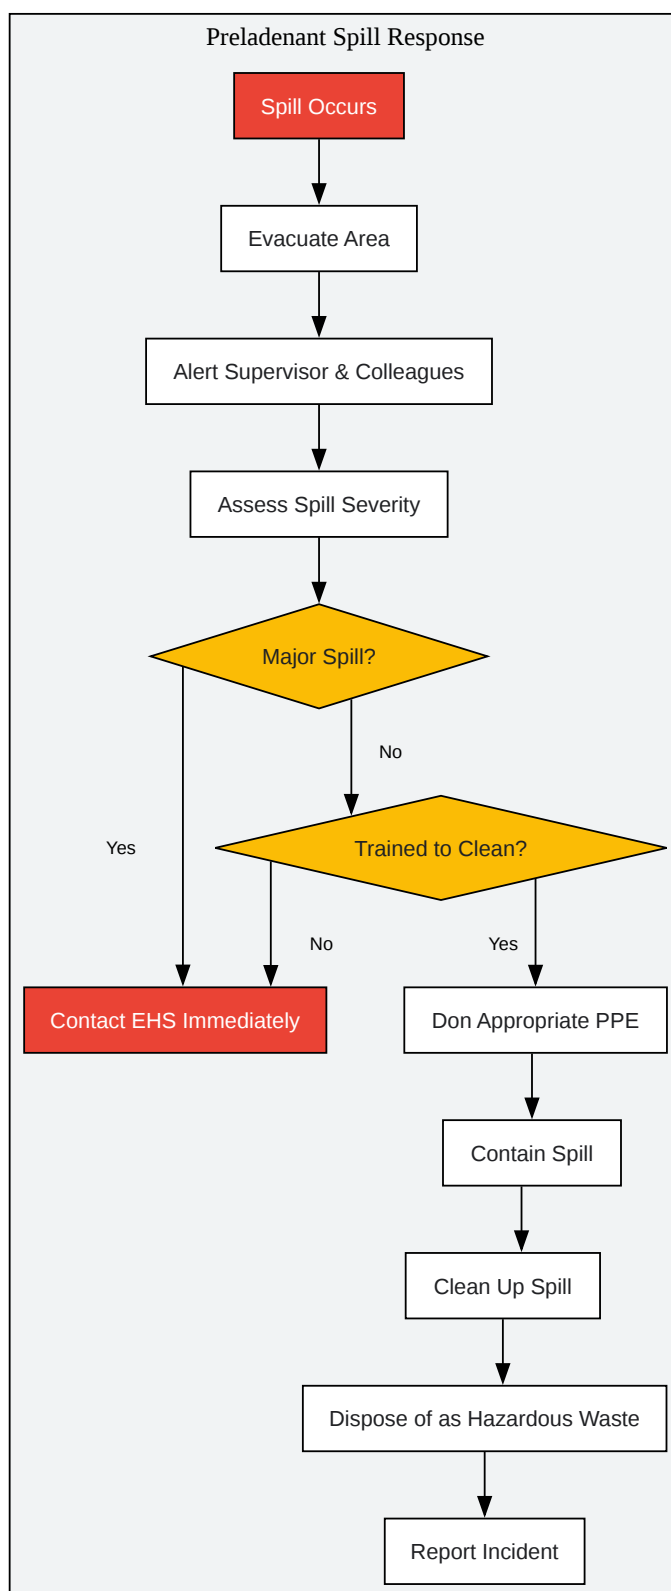 Preladenant Spill Response
Spill Occurs
Evacuate Area
Alert Supervisor & Colleagues
Assess Spill Severity
Major Spill?
No
Yes
Trained to Clean?
No
Yes
Contact EHS Immediately
Don Appropriate PPE
Contain Spill
Clean Up Spill
Dispose of as Hazardous Waste
Report Incident